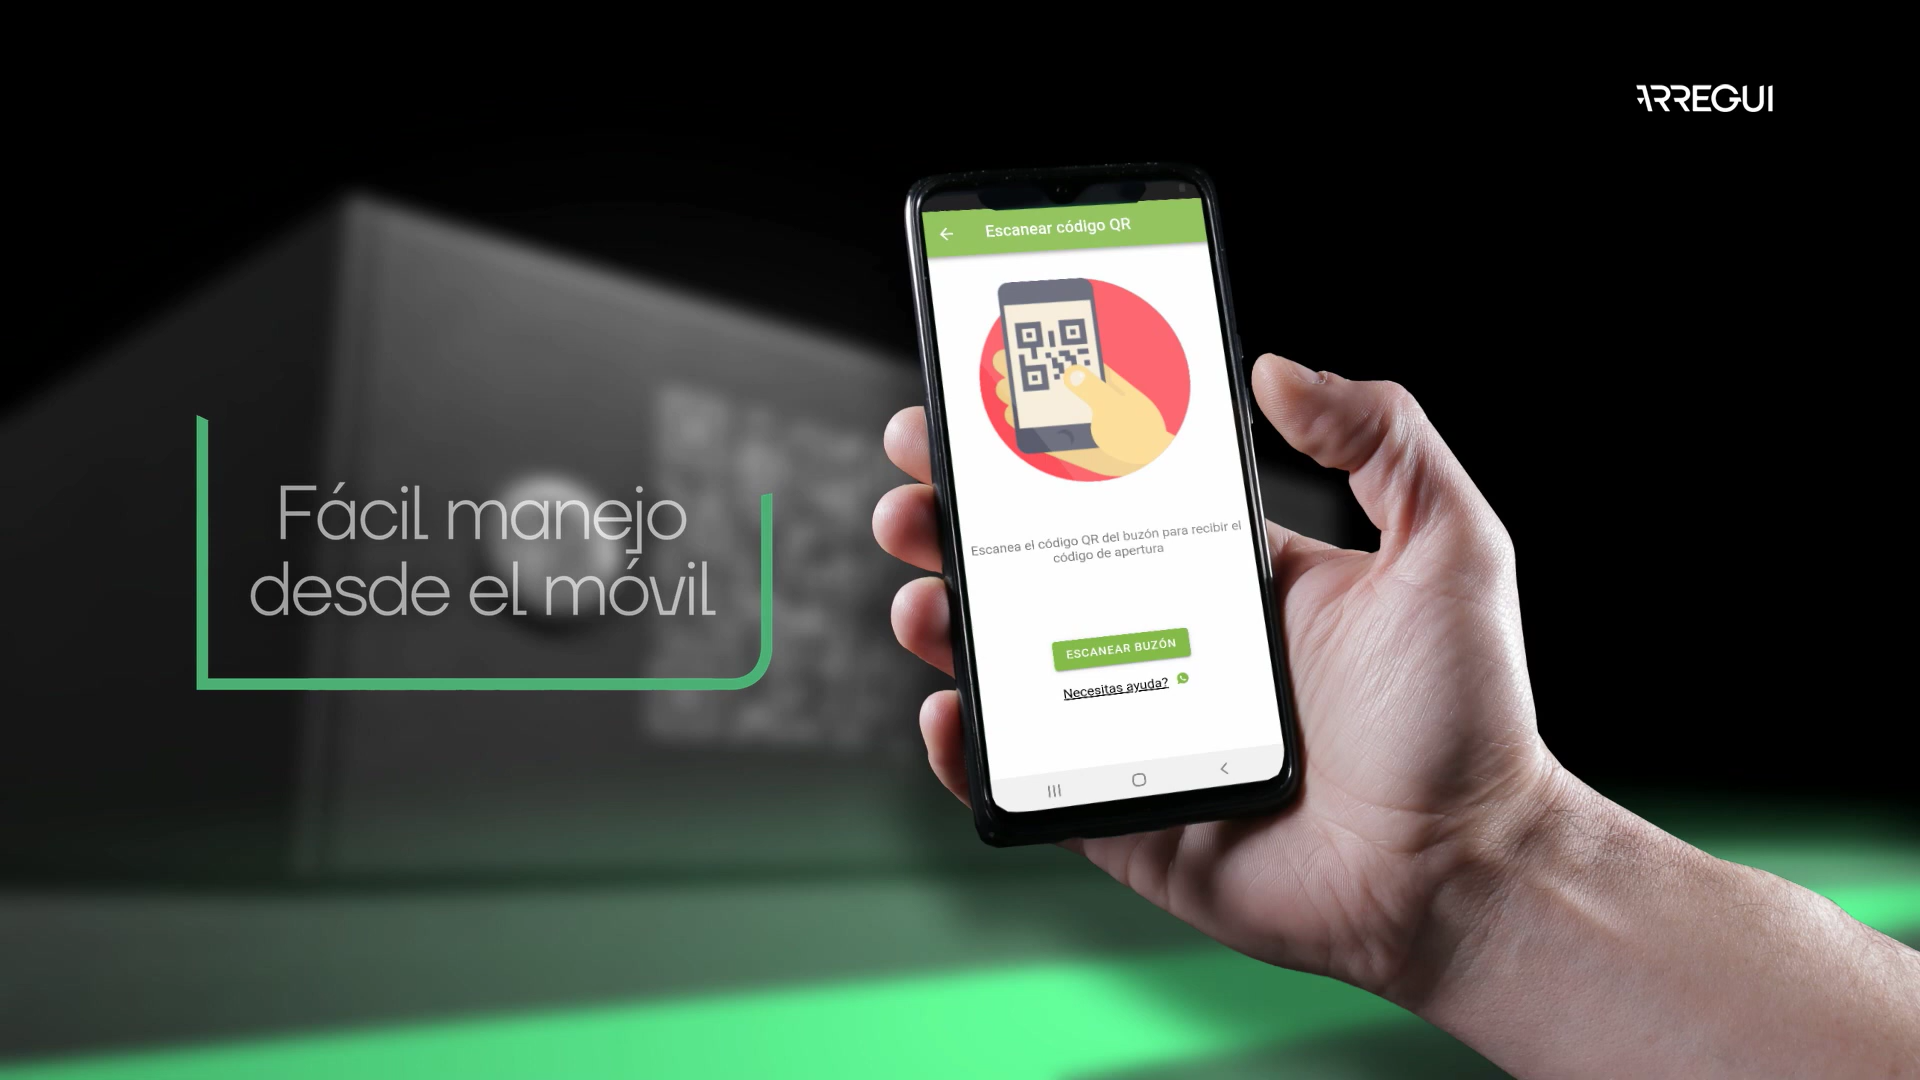 ARREGUI
Escanear código QR
Fácil manejo
desde el móvil
Escanea el código QR del buzón para recibir el
código de apertura
ESCANEAR BUZÓN
Necesitas ayuda?